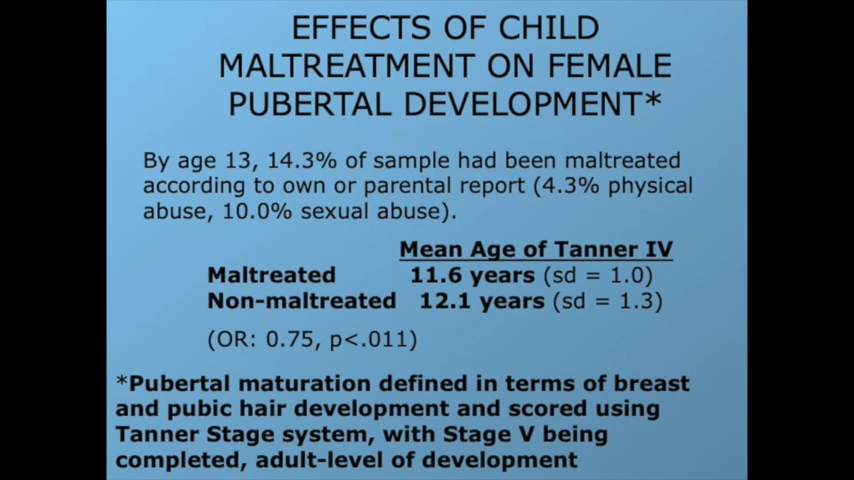 EFFECTS OF CHILD
MALTREATMENT ON FEMALE
PUBERTAL DEVELOPMENT*
By age 13, 14.3% of sample had been maltreated
according to own or parental report (4.3% physical
abuse, 10.0% sexual abuse).
Mean Age of Tanner IV
Maltreated 11.6 years (sd = 1.0)
Non-maltreated 12.1 years (sd = 1.3)
(OR: 0.75, p<.011)
*Pubertal maturation defined in terms of breast
and pubic hair development and scored using
Tanner Stage system, with Stage V being
completed, adult-level of development